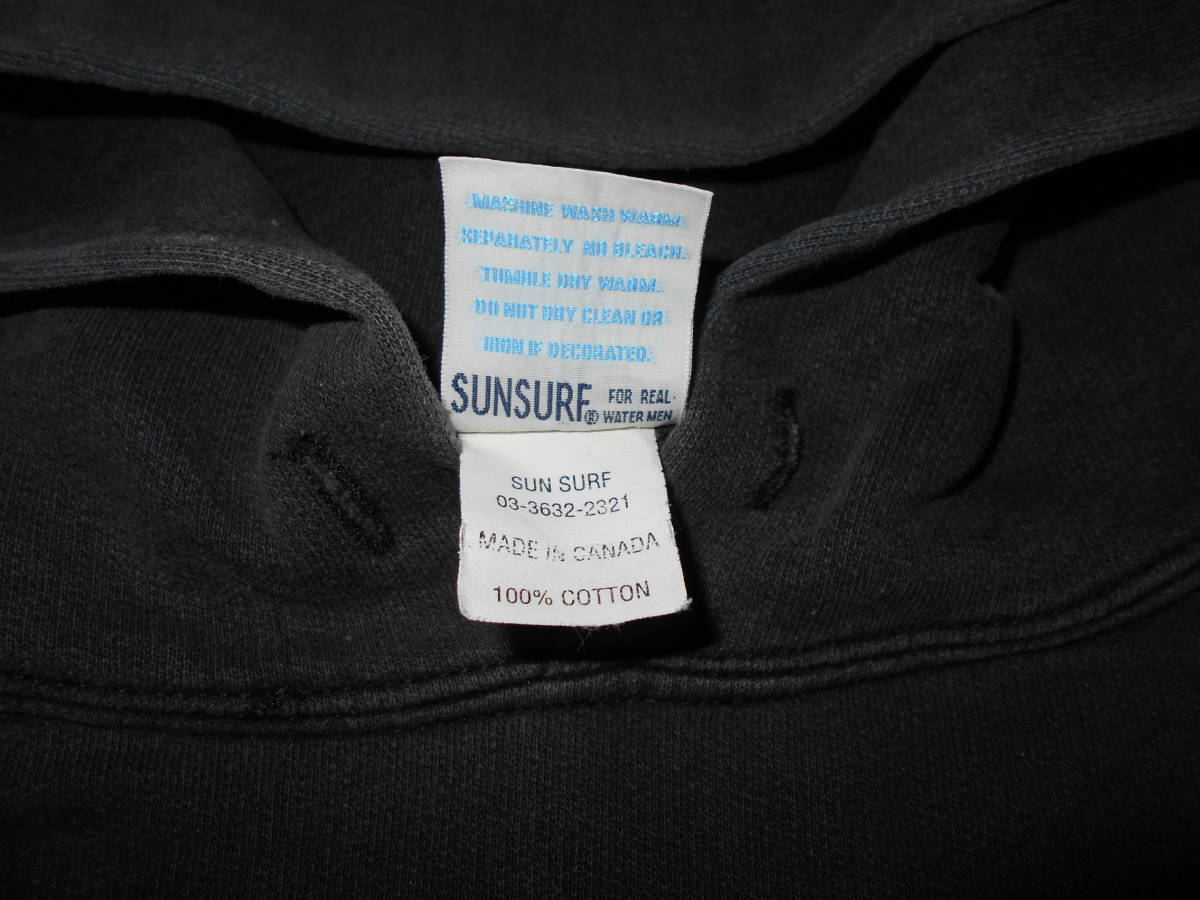 MACHINE WASH WARM
SEPARATELY NO BLEACH.
TUMBLE DRY WARM.
DO NOT DRY CLEAN OR
IRON IF DECORATED.
SUNSURF® FOR REAL
WATER MEN
SUN SURF
03-3632-2321
MADE IN CANADA
100% COTTON